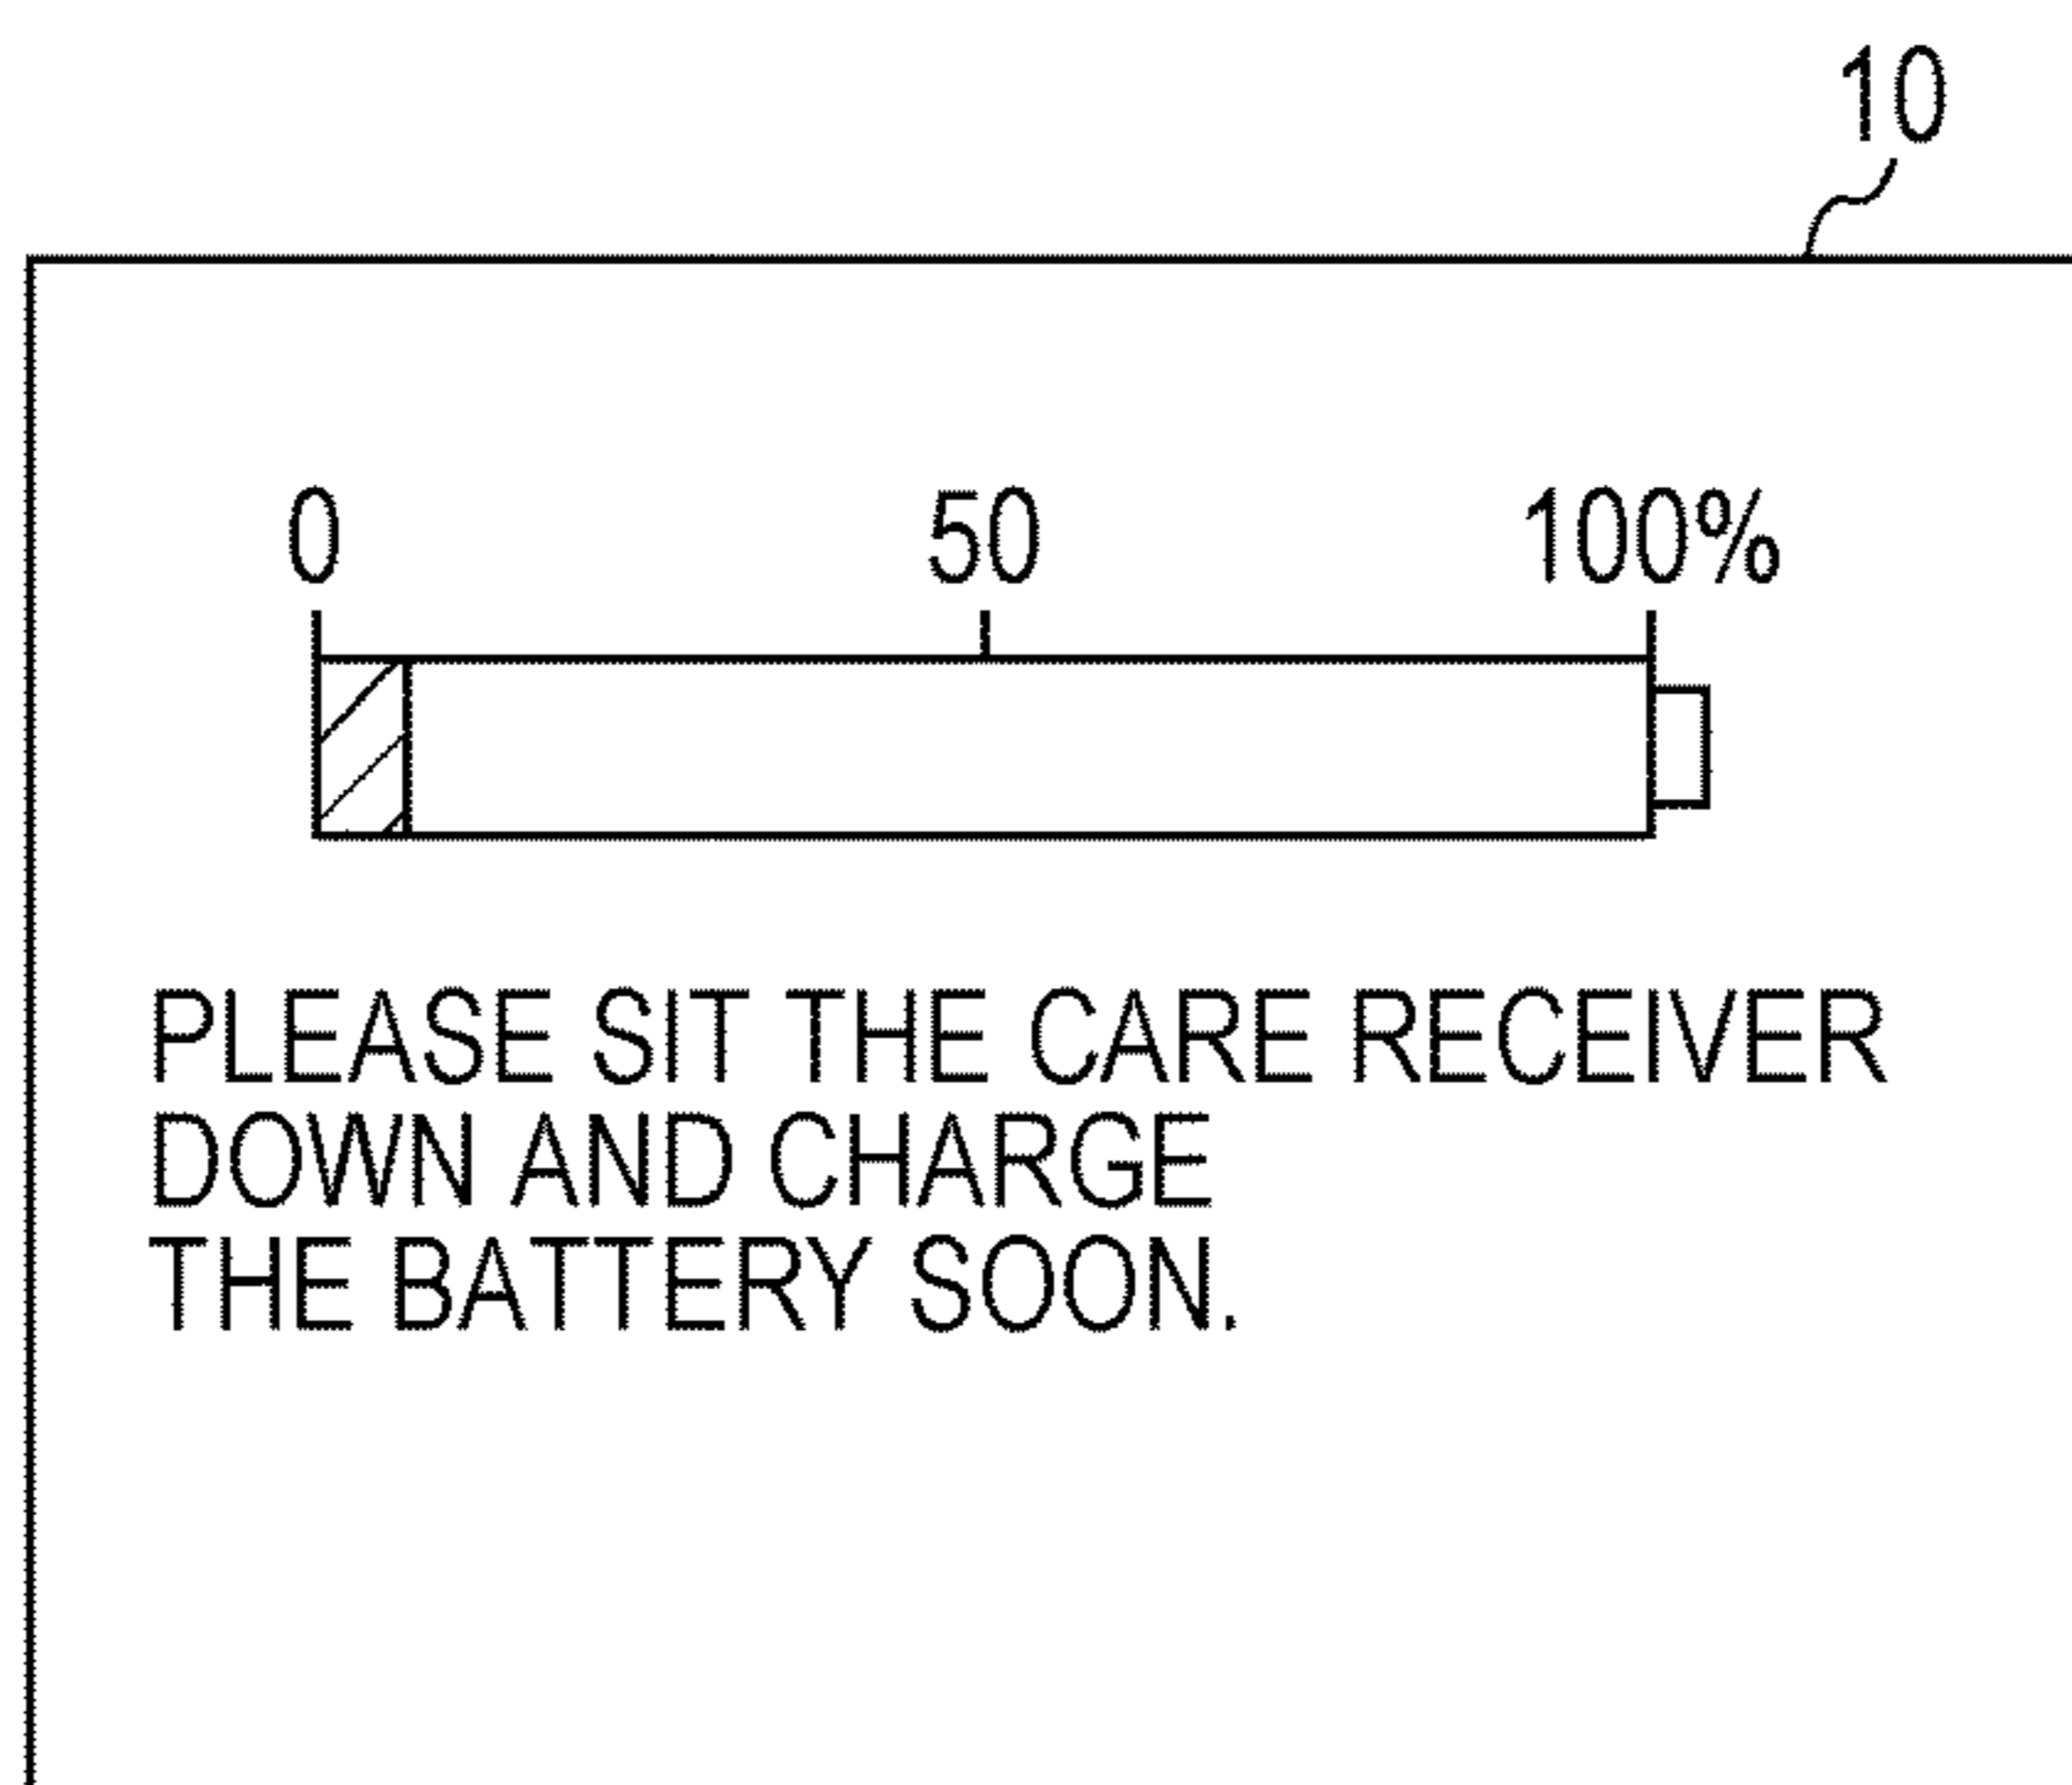 10
0 50 100%
PLEASE SIT THE CARE RECEIVER
DOWN AND CHARGE
THE BATTERY SOON.